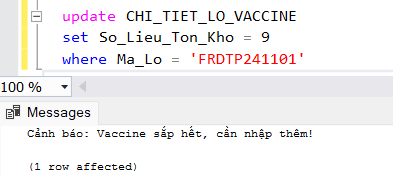 update CHI_TIET_LO_VACCINE
set So_Lieu_Ton_Kho = 9
where Ma_Lo = 'FRDTP241101'
100 %
Messages
Cảnh báo: Vaccine sắp hết, cần nhập thêm!
(1 row affected)